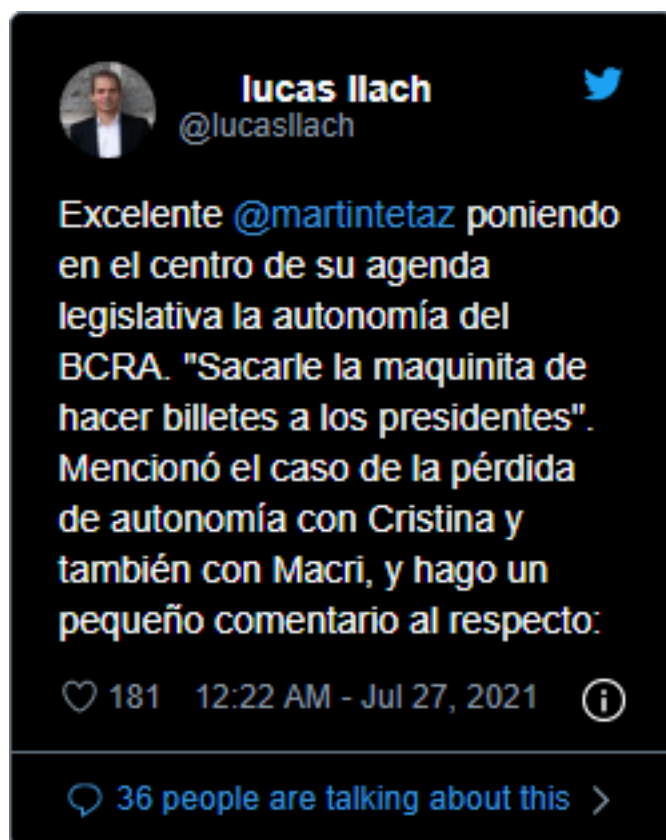 lucas llach
@lucasllach
Excelente @martintetaz poniendo
en el centro de su agenda
legislativa la autonomía del
BCRA. "Sacarle la maquinita de
hacer billetes a los presidentes".
Mencionó el caso de la pérdida
de autonomía con Cristina y
también con Macri, y hago un
pequeño comentario al respecto:
181 12:22 AM - Jul 27, 2021
36 people are talking about this